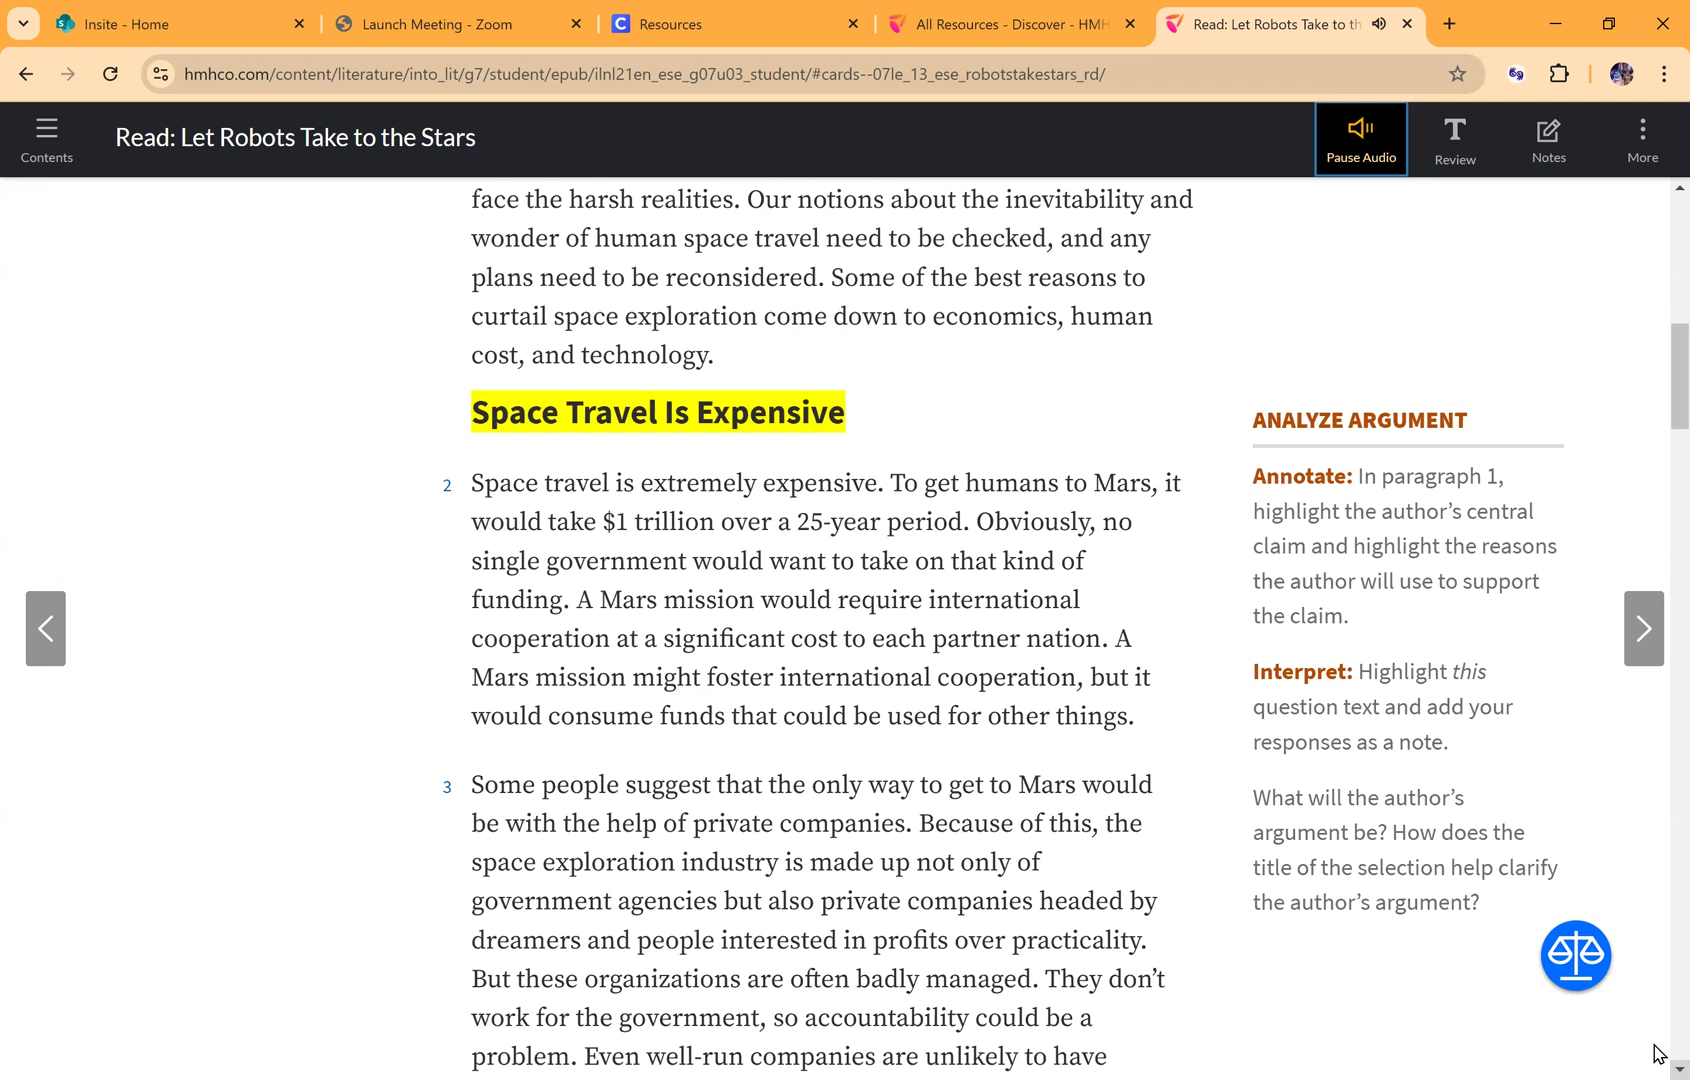 Insite - Home
Launch Meeting - Zoom
Resources
All Resources - Discover - HMH
Read: Let Robots Take to th
hmhco.com/content/literature/into_lit/g7/student/epub/ilnl21en_ese_g07u03_student/#cards--07le_13_ese_robotstakestars_rd/
Contents
Read: Let Robots Take to the Stars
Pause Audio
Review
Notes
More
face the harsh realities. Our notions about the inevitability and
wonder of human space travel need to be checked, and any
plans need to be reconsidered. Some of the best reasons to
curtail space exploration come down to economics, human
cost, and technology.
Space Travel Is Expensive
2 Space travel is extremely expensive. To get humans to Mars, it
would take $1 trillion over a 25-year period. Obviously, no
single government would want to take on that kind of
funding. A Mars mission would require international
cooperation at a significant cost to each partner nation. A
Mars mission might foster international cooperation, but it
would consume funds that could be used for other things.
3 Some people suggest that the only way to get to Mars would
be with the help of private companies. Because of this, the
space exploration industry is made up not only of
government agencies but also private companies headed by
dreamers and people interested in profits over practicality.
But these organizations are often badly managed. They don’t
work for the government, so accountability could be a
problem. Even well-run companies are unlikely to have
ANALYZE ARGUMENT
Annotate: In paragraph 1,
highlight the author’s central
claim and highlight the reasons
the author will use to support
the claim.
Interpret: Highlight this
question text and add your
responses as a note.
What will the author’s
argument be? How does the
title of the selection help clarify
the author’s argument?